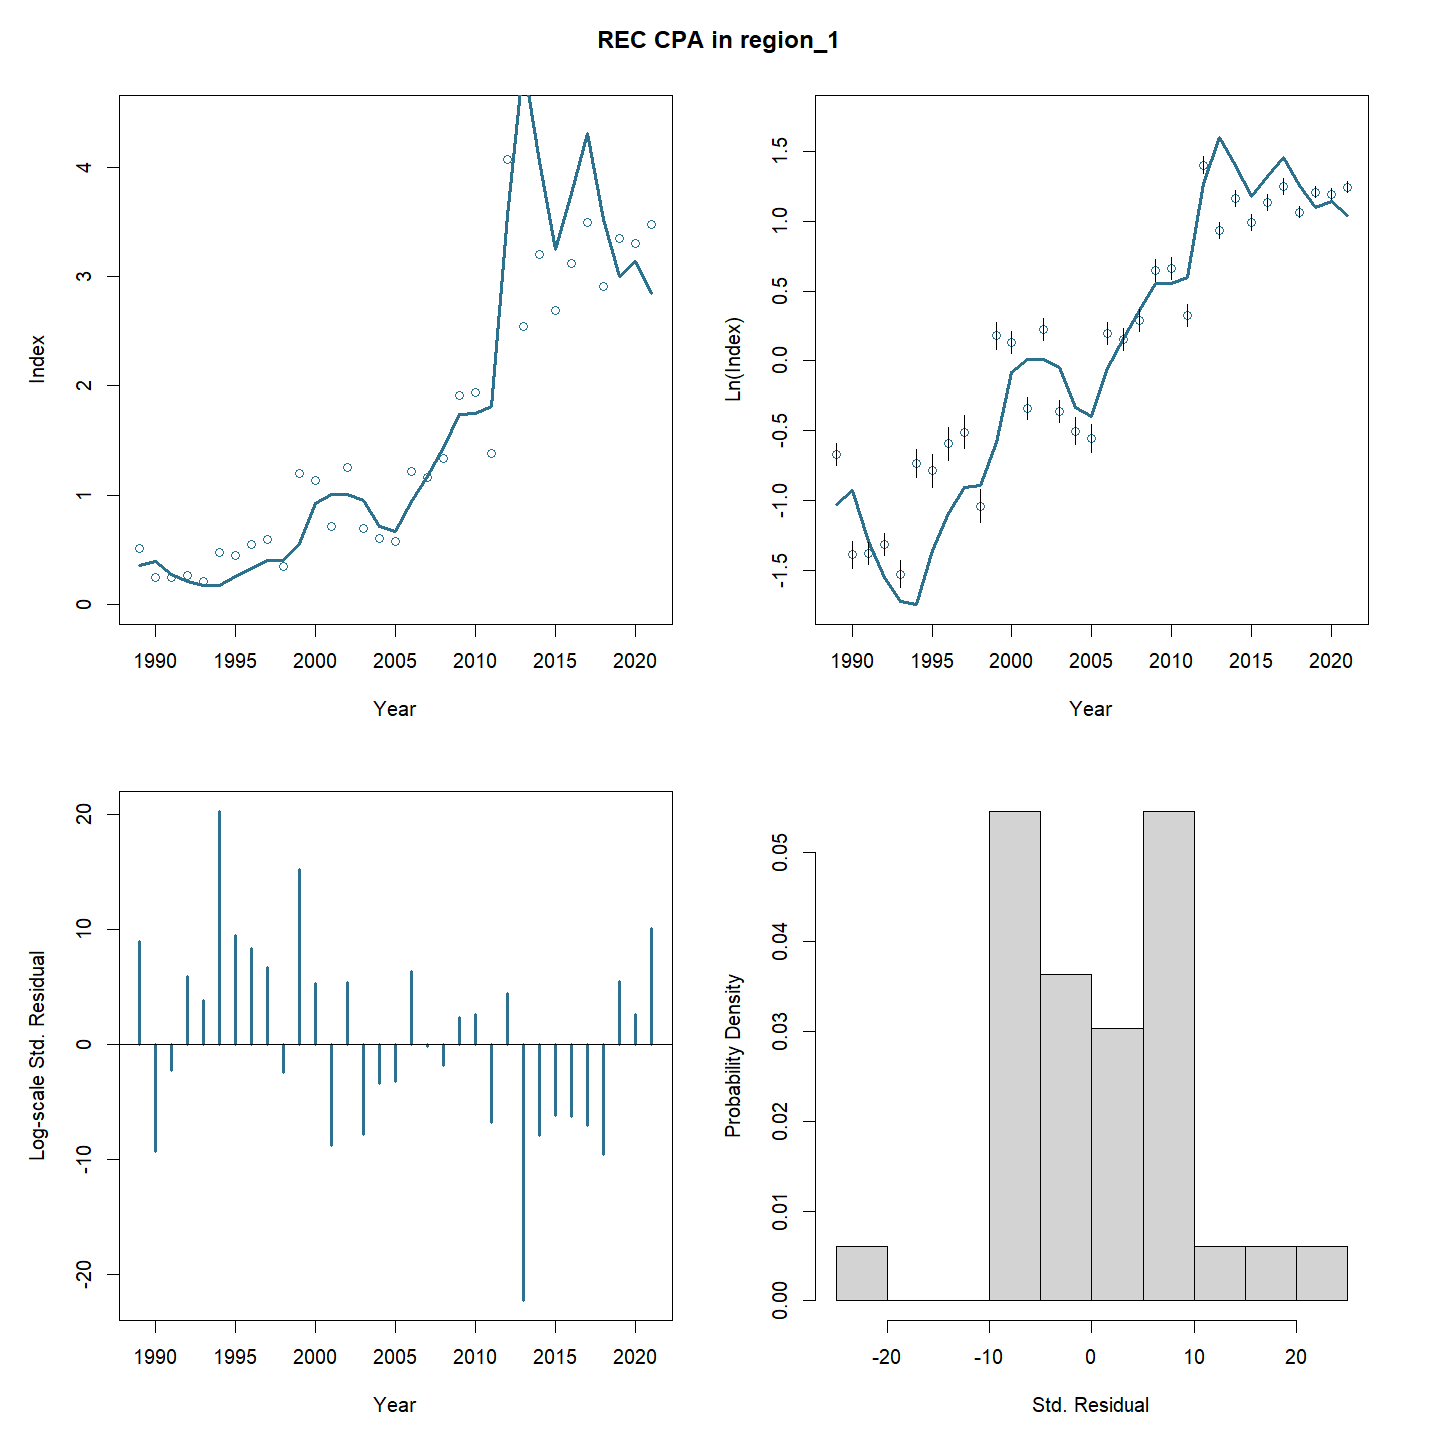 REC CPA in region_1
Index
4
3
2
1
0
1990 1995 2000 2005 2010 2015 2020
Year
Ln(Index)
1.5
1.0
0.5
0.0
-0.5
-1.0
-1.5
1990 1995 2000 2005 2010 2015 2020
Year
Log-scale Std. Residual
20
10
0
-10
-20
1990 1995 2000 2005 2010 2015 2020
Year
Probability Density
0.05
0.04
0.03
0.02
0.01
0.00
-20 -10 0 10 20
Std. Residual